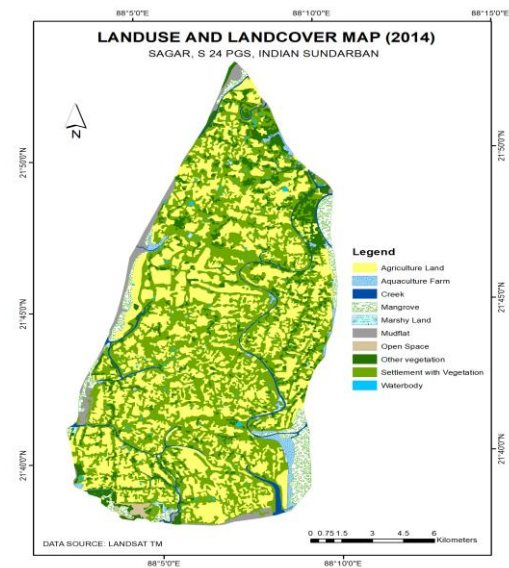 88°5'0"E 88°10'0"E 88°15'0"E
LANDUSE AND LANDCOVER MAP (2014)
SAGAR, S 24 PGS, INDIAN SUNDARBAN
N
21°50'0"N
21°50'0"N
Legend
Agriculture Land
Aquaculture Farm
Creek
Mangrove
Marshy Land
Mudflat
Open Space
Other vegetation
Settlement with Vegetation
Waterbody
21°45'0"N
21°45'0"N
21°40'0"N
21°40'0"N
0 0.75 1.5 3 4.5 6
Kilometers
DATA SOURCE: LANDSAT TM
88°5'0"E 88°10'0"E